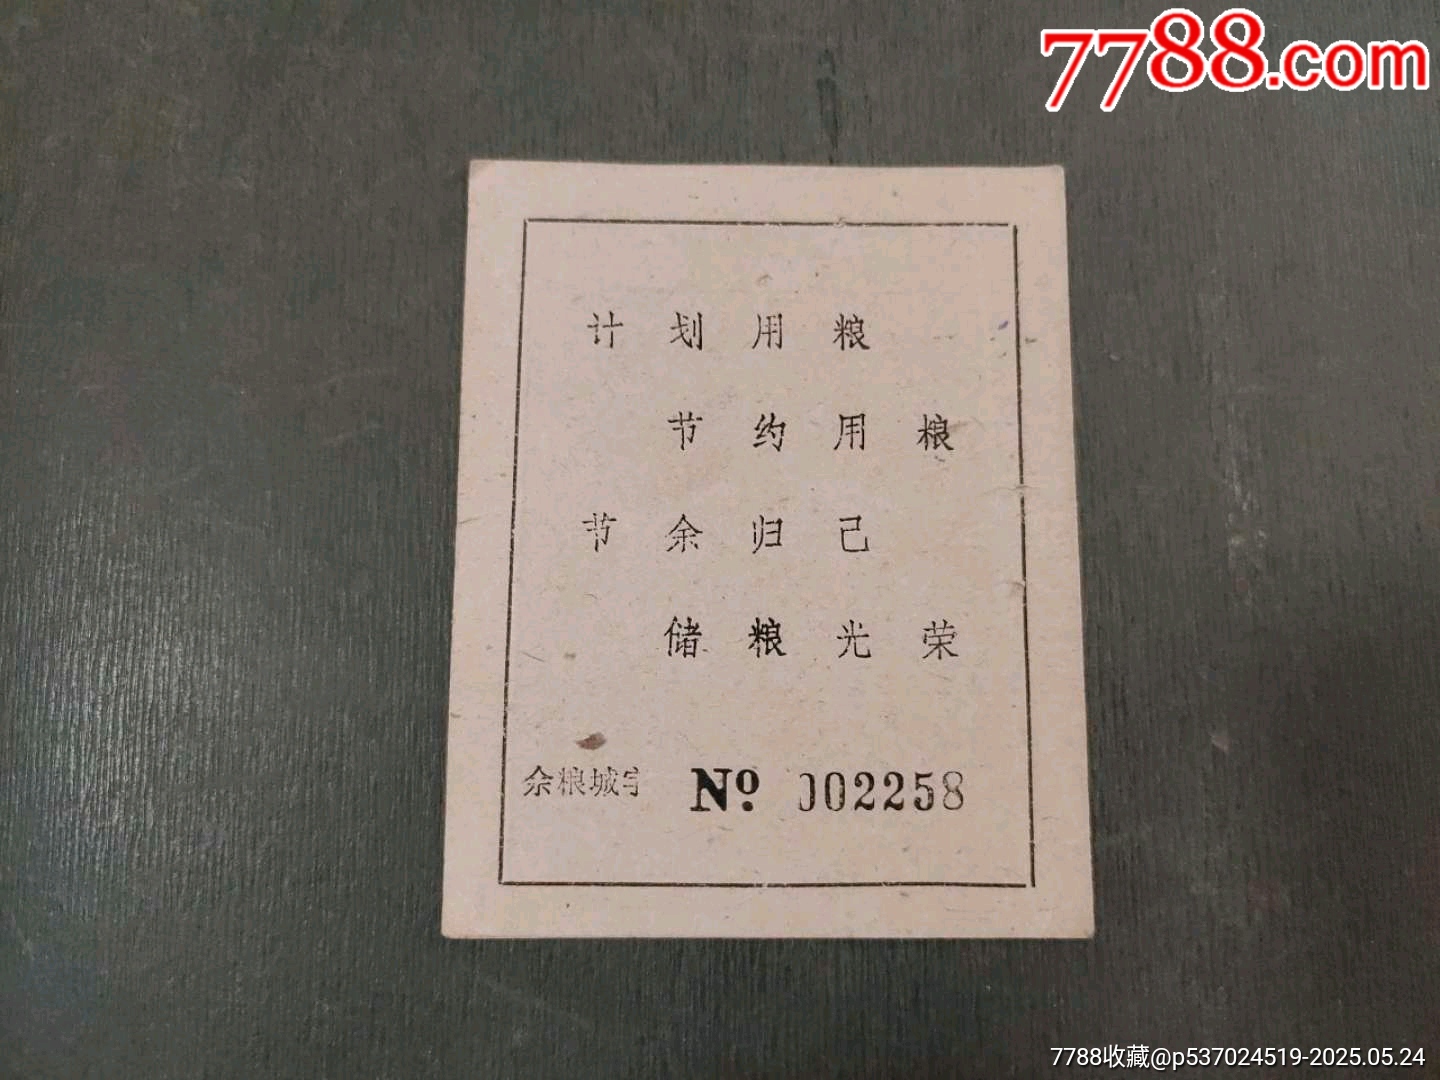 7788.com
计划用粮
节约用粮
节余归己
储粮光荣
余粮城字 No. 002258
7788收藏@p537024519-2025.05.24